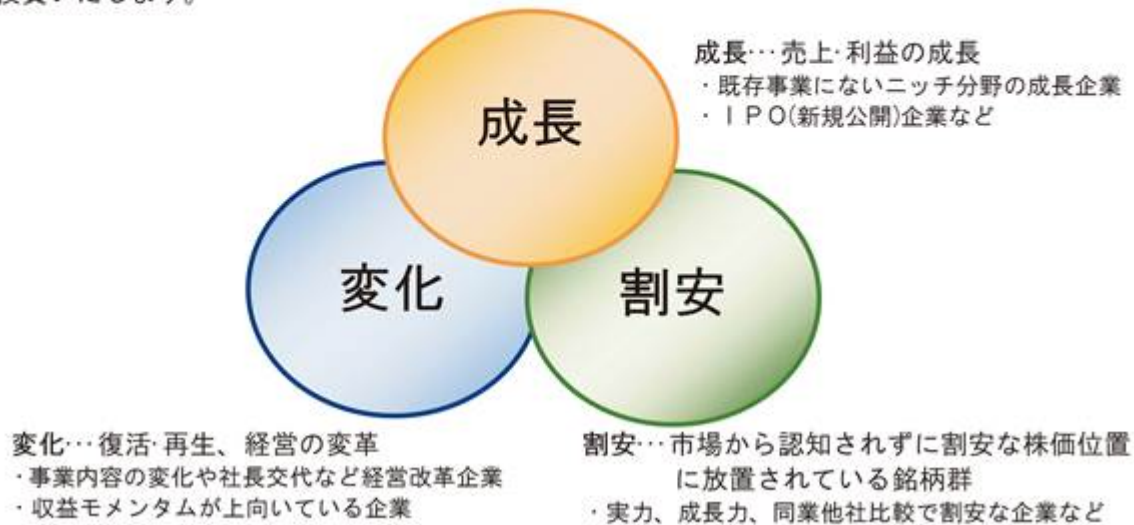 成長…売上・利益の成長
・既存事業にないニッチ分野の成長企業
・IPO(新規公開)企業など
成長
変化
割安
変化…復活・再生、経営の変革
・事業内容の変化や社長交代など経営改革企業
・収益モメンタムが上向いている企業
割安…市場から認知されずに割安な株価位置
に放置されている銘柄群
・実力、成長力、同業他社比較で割安な企業など